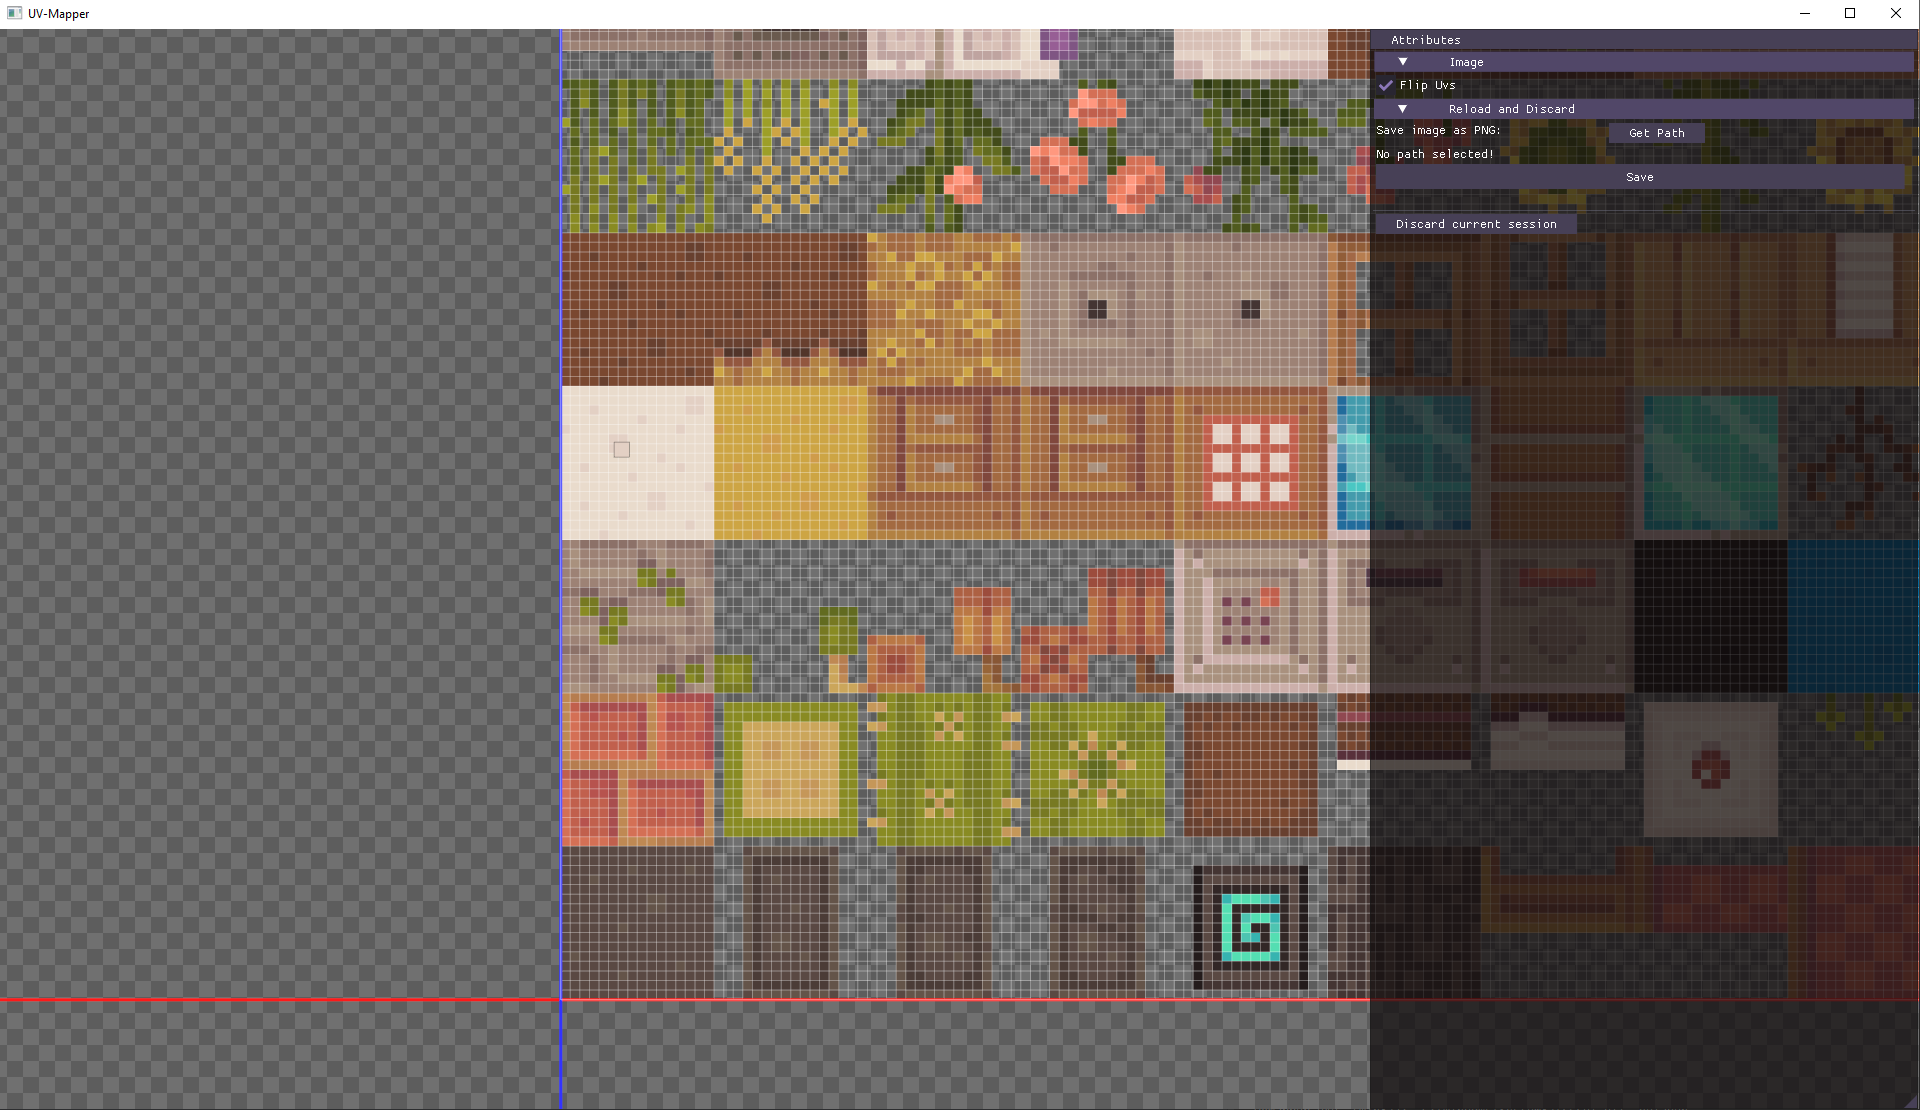 UV-Mapper
Attributes
Image
Flip Uvs
Reload and Discard
Save image as PNG:
Get Path
No path selected!
Save
Discard current session